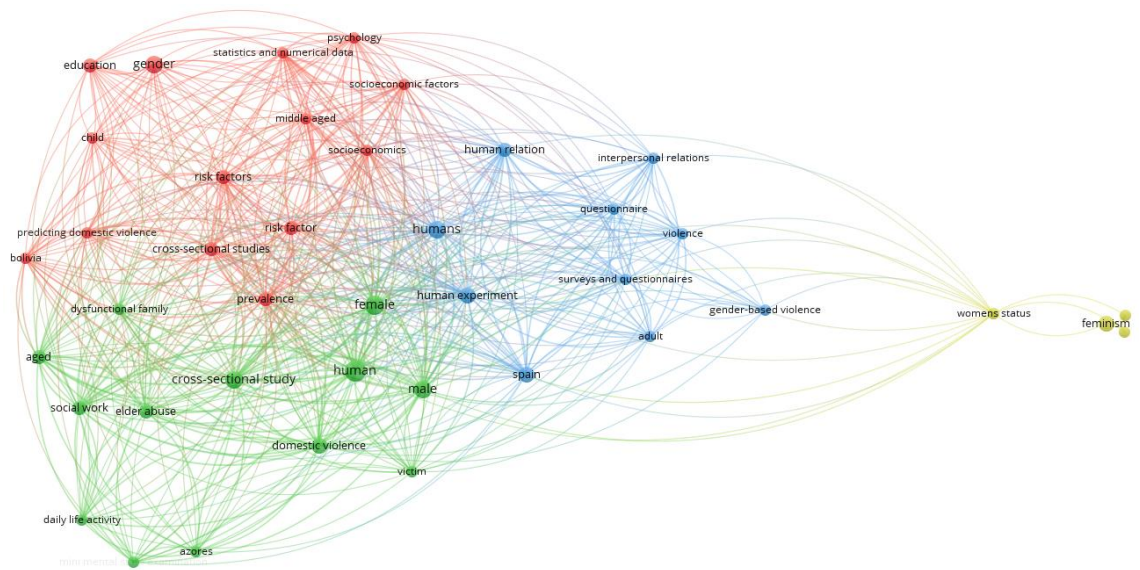 psychology
statistics and numerical data
education
gender
socioeconomic factors
middle aged
child
socioeconomics
human relation
interpersonal relations
risk factors
questionnaire
predicting domestic violence
risk factor
humans
violence
cross-sectional studies
bolivia
surveys and questionnaires
prevalence
human experiment
dysfunctional family
female
gender-based violence
womens status
feminism
adult
aged
cross-sectional study
human
spain
male
social work
elder abuse
domestic violence
victim
daily life activity
azores